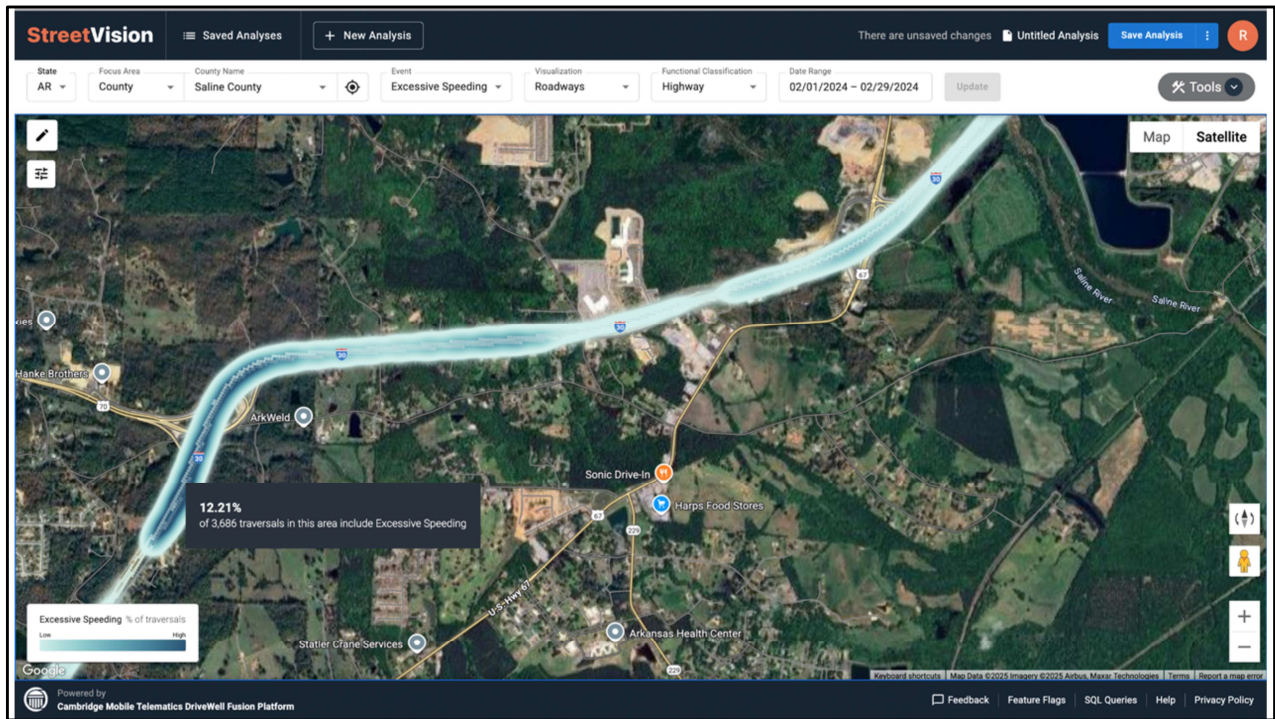 StreetVision
Saved Analyses
+ New Analysis
There are unsaved changes
Untitled Analysis
Save Analysis
R
State
AR
Focus Area
County
County Name
Saline County
Event
Excessive Speeding
Visualization
Roadways
Functional Classification
Highway
Date Range
02/01/2024 – 02/29/2024
Update
Tools
Map
Satellite
30
67
Saline River
Saline River
xies
30
30
Hanke Brothers
70
ArkWeld
30
Sonic Drive-In
Harps Food Stores
12.21%
of 3,686 traversals in this area include Excessive Speeding
67
229
U.S. Hwy 67
Excessive Speeding % of traversals
Low
High
Arkansas Health Center
Statler Crane Services
229
Google
Keyboard shortcuts
Map Data ©2025 Imagery ©2025 Airbus, Maxar Technologies
Terms
Report a map error
Powered by
Cambridge Mobile Telematics DriveWell Fusion Platform
Feedback
Feature Flags
SQL Queries
Help
Privacy Policy